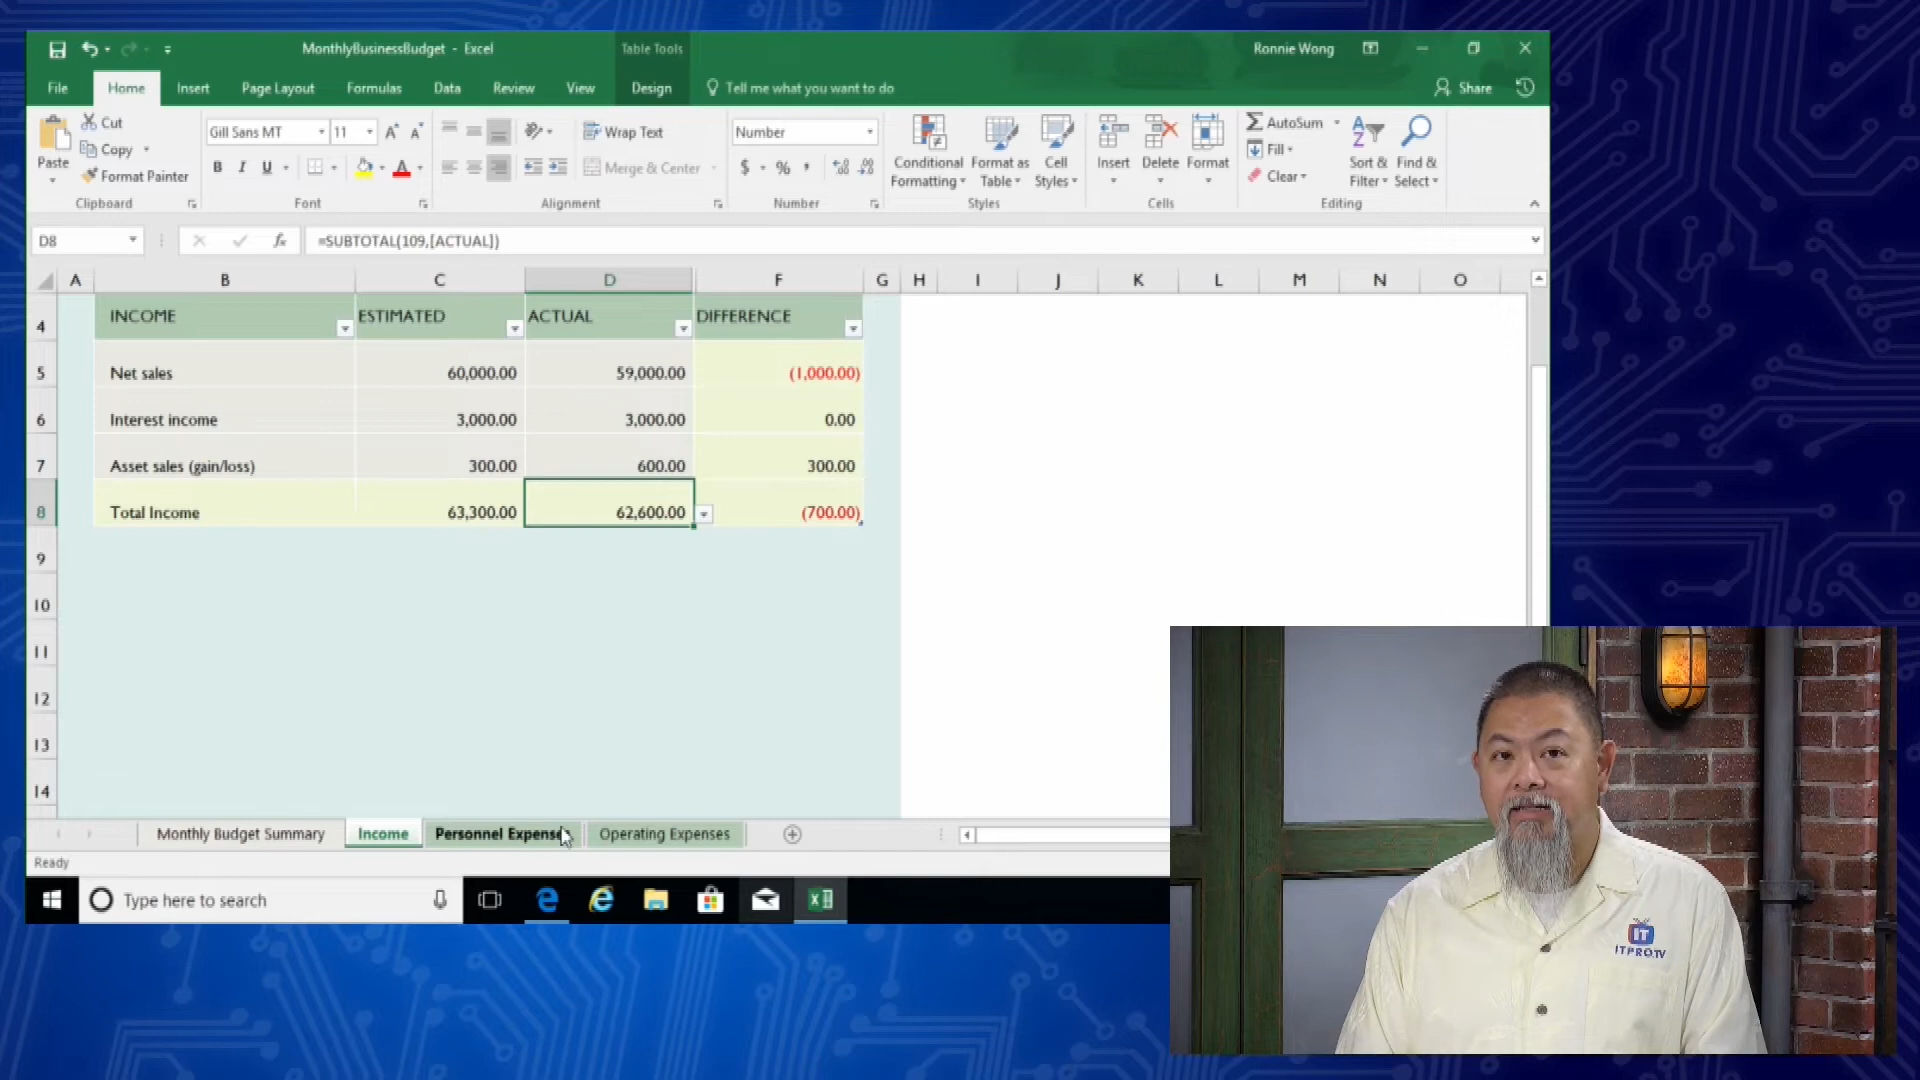 MonthlyBusinessBudget - Excel
Table Tools
Ronnie Wong
File
Home
Insert
Page Layout
Formulas
Data
Review
View
Design
Tell me what you want to do
Share
Paste
Cut
Copy
Format Painter
Clipboard
Gill Sans MT
11
A A
B I U
A
Font
Wrap Text
Merge & Center
Alignment
Number
$ % ,
Number
Conditional Formatting
Format as Table
Cell Styles
Styles
Insert
Delete
Format
Cells
AutoSum
Fill
Clear
Sort & Filter
Find & Select
Editing
D8
fx
=SUBTOTAL(109,[ACTUAL])
A B C D F G H I J K L M N O
4 INCOME ESTIMATED ACTUAL DIFFERENCE
5 Net sales 60,000.00 59,000.00 (1,000.00)
6 Interest income 3,000.00 3,000.00 0.00
7 Asset sales (gain/loss) 300.00 600.00 300.00
8 Total Income 63,300.00 62,600.00 (700.00)
9
10
11
12
13
14
Monthly Budget Summary
Income
Personnel Expenses
Operating Expenses
Ready
Type here to search
IT
ITPRO.TV